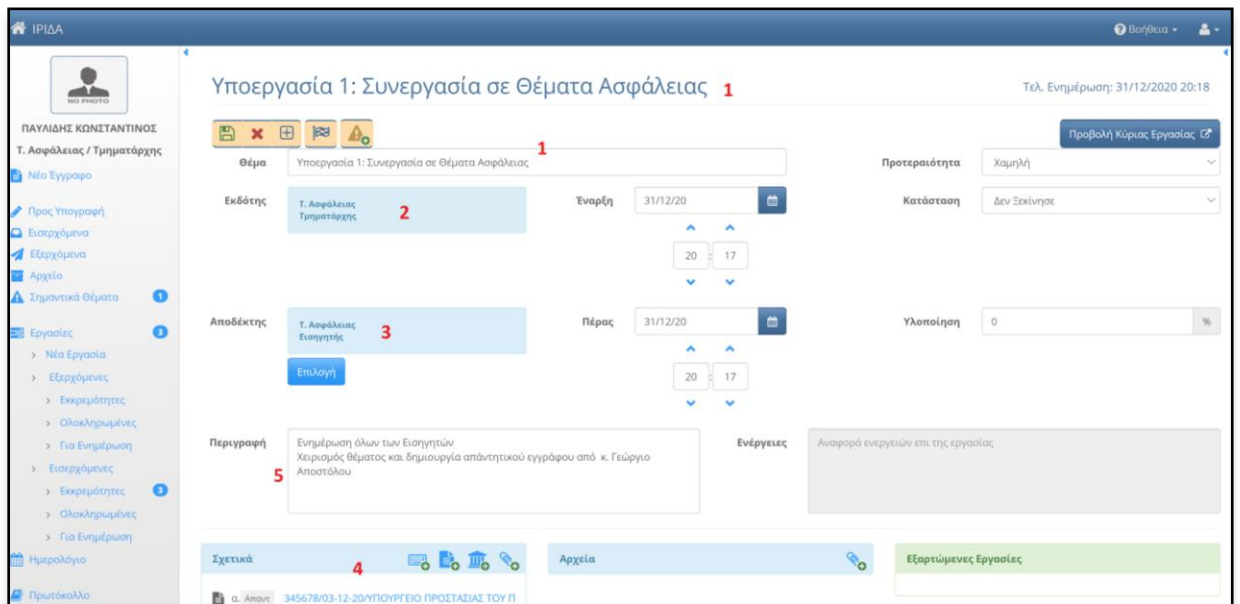 ΙΡΙΔΑ
Βοήθεια
NO PHOTO
ΠΑΥΛΙΔΗΣ ΚΩΝΣΤΑΝΤΙΝΟΣ
Τ. Ασφάλειας / Τμηματάρχης
Νέο Έγγραφο
Προς Υπογραφή
Εισερχόμενα
Εξερχόμενα
Αρχείο
Σημαντικά Θέματα 1
Εργασίες 3
Νέα Εργασία
Εξερχόμενες
Εκκρεμότητες
Ολοκληρωμένες
Για Ενημέρωση
Εισερχόμενες
Εκκρεμότητες 3
Ολοκληρωμένες
Για Ενημέρωση
Ημερολόγιο
Πρωτόκολλο
Υποεργασία 1: Συνεργασία σε Θέματα Ασφάλειας 1
Τελ. Ενημέρωση: 31/12/2020 20:18
Προβολή Κύριας Εργασίας
1
Θέμα Υποεργασία 1: Συνεργασία σε Θέματα Ασφάλειας
Προτεραιότητα Χαμηλή
Εκδότης Τ. Ασφάλειας
Τμηματάρχης 2
Έναρξη 31/12/20
20 : 17
Κατάσταση Δεν Ξεκίνησε
Αποδέκτης Τ. Ασφάλειας
Εισηγητής 3
Επιλογή
Πέρας 31/12/20
20 : 17
Υλοποίηση 0 %
Περιγραφή Ενημέρωση όλων των Εισηγητών
Χειρισμός θέματος και δημιουργία απάντητικού εγγράφου από κ. Γεώργιο
Αποστόλου
5
Ενέργειες Αναφορά ενεργειών επι της εργασίας
Σχετικά 4
Αρχεία
Εξαρτώμενες Εργασίες
α. Απαντ 345678/03-12-20/ΥΠΟΥΡΓΕΙΟ ΠΡΟΣΤΑΣΙΑΣ ΤΟΥ Π